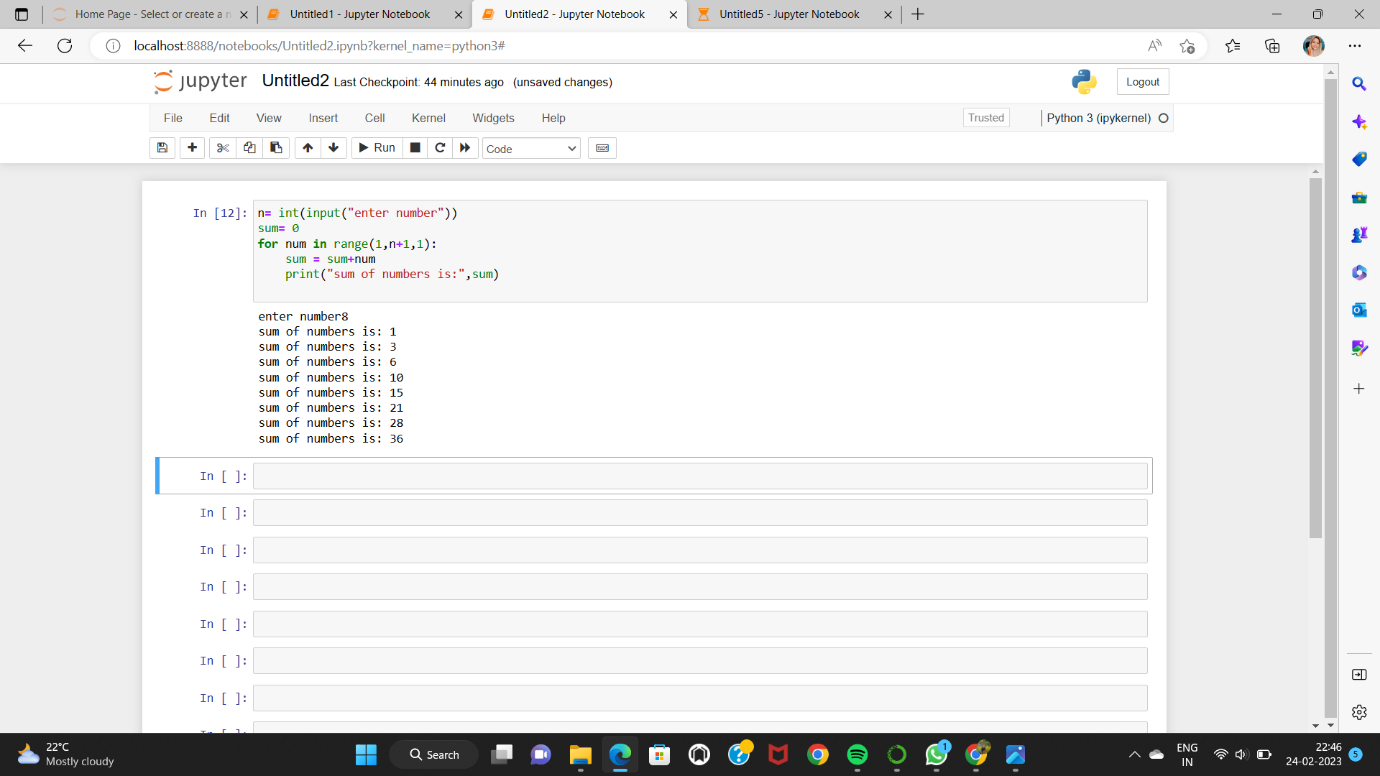 Home Page - Select or create a n
Untitled1 - Jupyter Notebook
Untitled2 - Jupyter Notebook
Untitled5 - Jupyter Notebook
localhost:8888/notebooks/Untitled2.ipynb?kernel_name=python3#
jupyter Untitled2 Last Checkpoint: 44 minutes ago (unsaved changes)
Logout
File Edit View Insert Cell Kernel Widgets Help
Trusted
Python 3 (ipykernel)
Run
Code
In [12]: n= int(input("enter number"))
sum= 0
for num in range(1,n+1,1):
    sum = sum+num
    print("sum of numbers is:",sum)
enter number8
sum of numbers is: 1
sum of numbers is: 3
sum of numbers is: 6
sum of numbers is: 10
sum of numbers is: 15
sum of numbers is: 21
sum of numbers is: 28
sum of numbers is: 36
In [ ]:
In [ ]:
In [ ]:
In [ ]:
In [ ]:
In [ ]:
In [ ]:
22°C
Mostly cloudy
Search
1
ENG
IN
22:46
24-02-2023
5